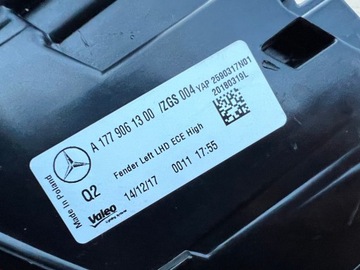 A 177 906 13 00 /ZGS 004 YAP 2590317N01
20180319L
Fender Left LHD ECE High
Q2 14/12/17 0011 17:55
Made In Poland
Valeo